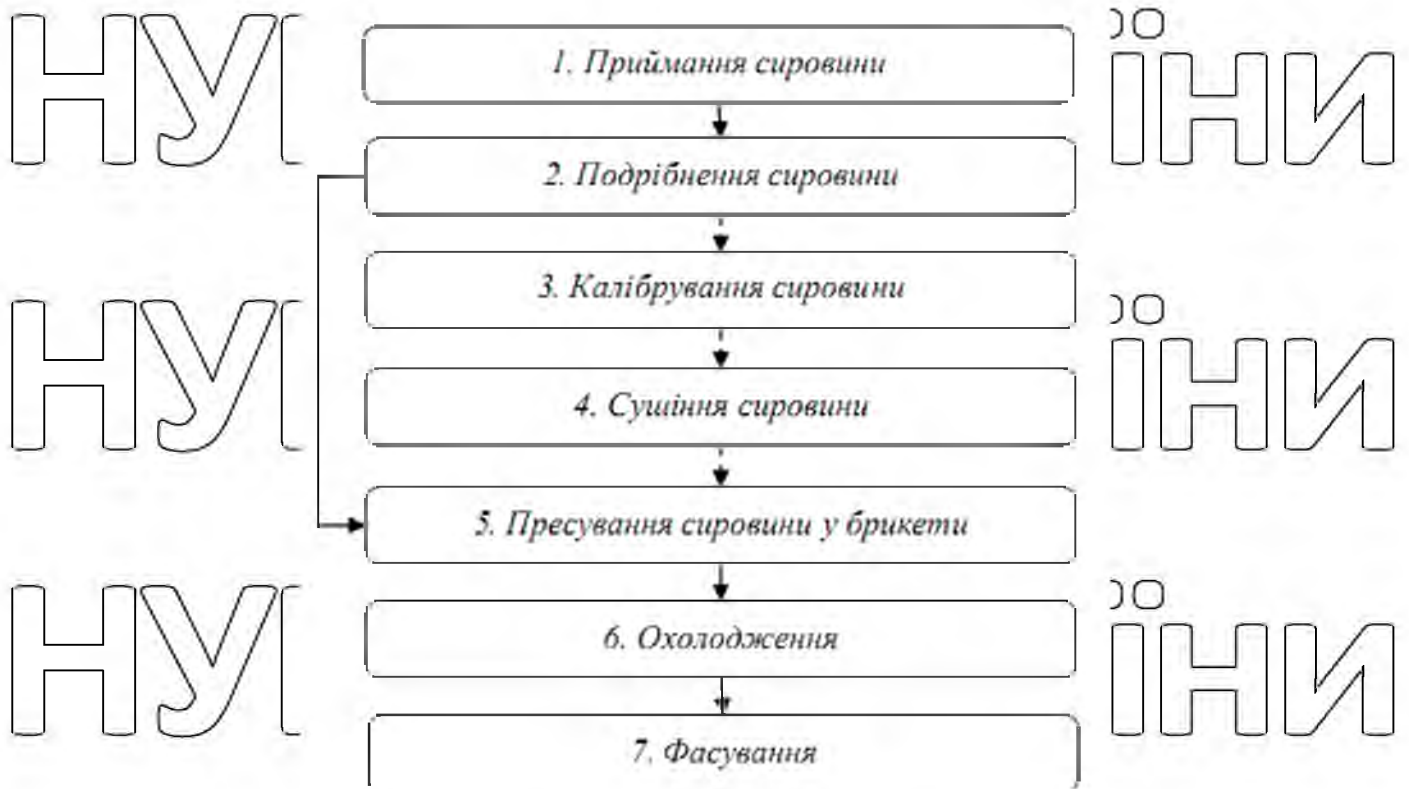 1. Приймання сировини
2. Подрібнення сировини
3. Калібрування сировини
4. Сушіння сировини
5. Пресування сировини у брикети
6. Охолодження
7. Фасування